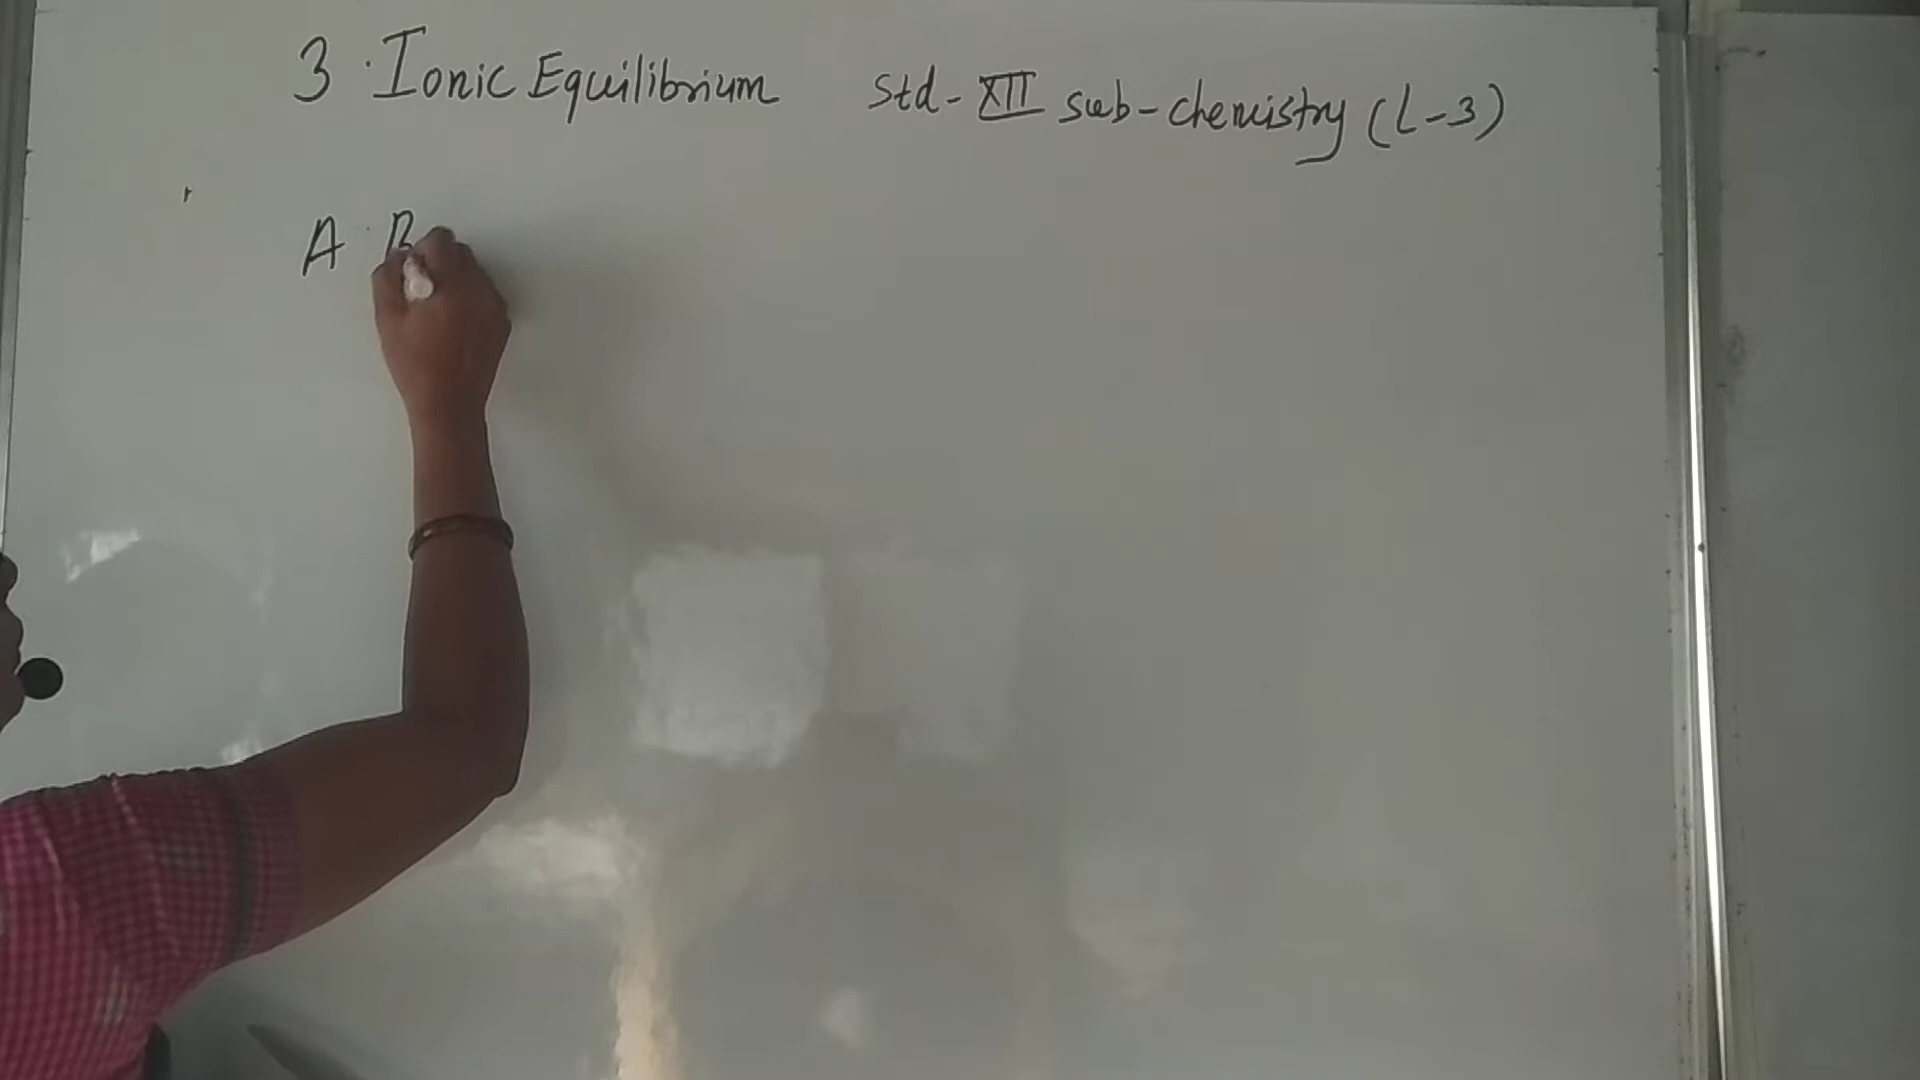 3. Ionic Equilibrium Std-XII Sub-chemistry (L-3)
A B